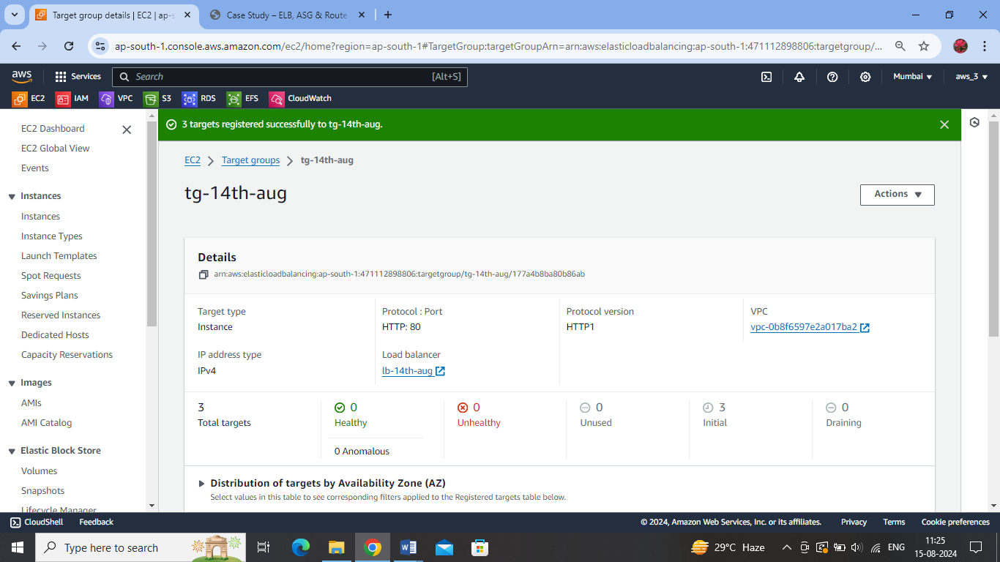 Target group details | EC2 | ap-s
Case Study – ELB, ASG & Route
ap-south-1.console.aws.amazon.com/ec2/home?region=ap-south-1#TargetGroup:targetGroupArn=arn:aws:elasticloadbalancing:ap-south-1:471112898806:targetgroup/...
aws
Services
Search
[Alt+S]
Mumbai
aws_3
EC2 IAM VPC S3 RDS EFS CloudWatch
EC2 Dashboard
EC2 Global View
Events
Instances
Instances
Instance Types
Launch Templates
Spot Requests
Savings Plans
Reserved Instances
Dedicated Hosts
Capacity Reservations
Images
AMIs
AMI Catalog
Elastic Block Store
Volumes
Snapshots
Lifecycle Manager
3 targets registered successfully to tg-14th-aug.
EC2 > Target groups > tg-14th-aug
tg-14th-aug
Actions
Details
arn:aws:elasticloadbalancing:ap-south-1:471112898806:targetgroup/tg-14th-aug/177a4b8ba80b86ab
Target type
Instance
Protocol : Port
HTTP: 80
Protocol version
HTTP1
VPC
vpc-0b8f6597e2a017ba2
IP address type
IPv4
Load balancer
lb-14th-aug
3
Total targets
0
Healthy
0 Anomalous
0
Unhealthy
0
Unused
3
Initial
0
Draining
Distribution of targets by Availability Zone (AZ)
Select values in this table to see corresponding filters applied to the Registered targets table below.
CloudShell
Feedback
© 2024, Amazon Web Services, Inc. or its affiliates.
Privacy
Terms
Cookie preferences
Type here to search
29°C Haze
ENG
11:25
15-08-2024